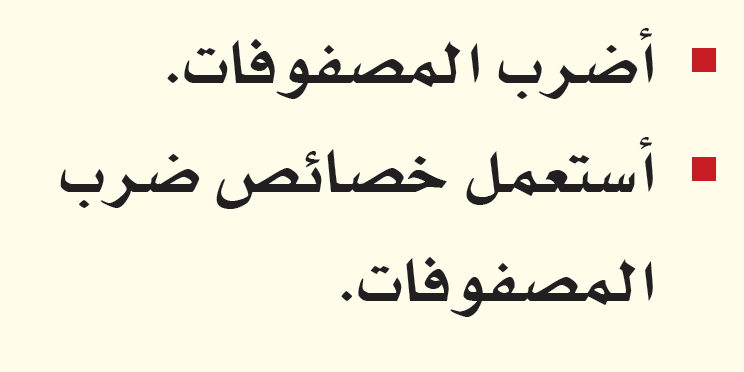 أضرب المصفوفات.
أستعمل خصائص ضرب
المصفوفات.